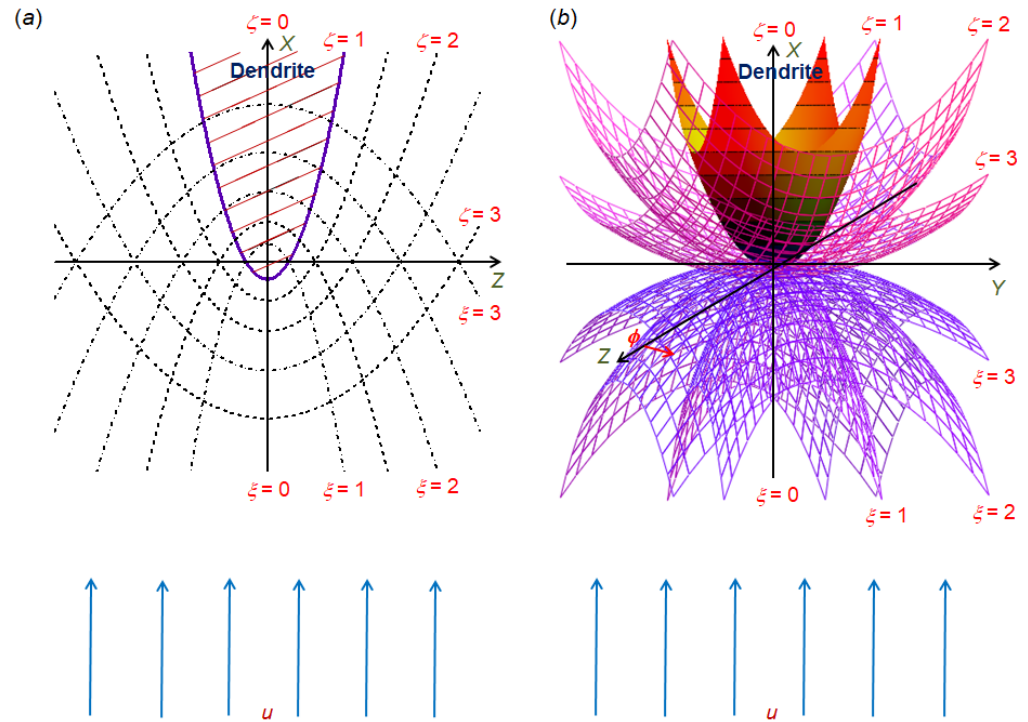 (a)
ζ = 0
X
ζ = 1
ζ = 2
Dendrite
ζ = 3
Z
ξ = 3
ξ = 0
ξ = 1
ξ = 2
u
(b)
ζ = 0
X
ζ = 1
ζ = 2
Dendrite
ζ = 3
Y
ϕ
Z
ξ = 3
ξ = 0
ξ = 1
ξ = 2
u